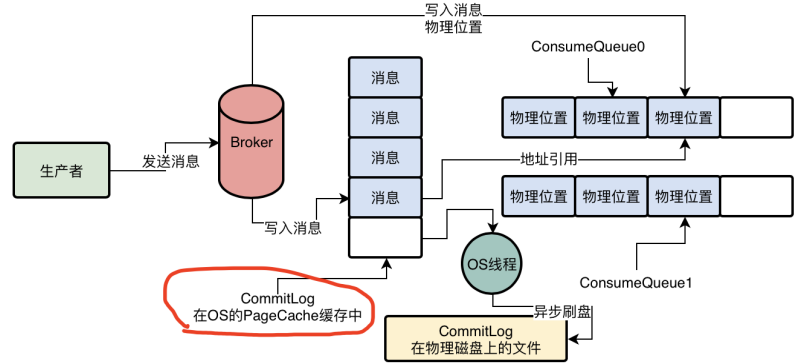 写入消息
物理位置
ConsumeQueue0
消息
消息
消息
消息
物理位置
物理位置
物理位置
Broker
生产者
发送消息
地址引用
写入消息
物理位置
物理位置
物理位置
OS线程
ConsumeQueue1
CommitLog
在OS的PageCache缓存中
异步刷盘
CommitLog
在物理磁盘上的文件